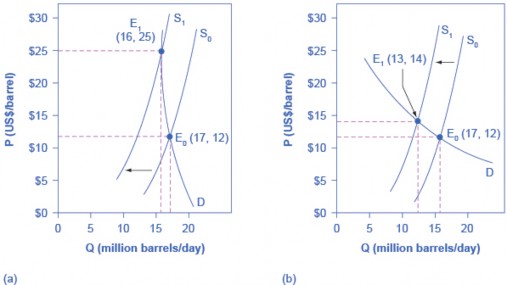 E₁
(16, 25)
S₁
S₀
$30
$25
$20
$15
$10
$5
$0
P (US$/barrel)
E₀ (17, 12)
D
0 5 10 15 20
Q (million barrels/day)
(a)
S₁
S₀
$30
$25
$20
$15
$10
$5
$0
P (US$/barrel)
E₁ (13, 14)
E₀ (17, 12)
D
0 5 10 15 20
Q (million barrels/day)
(b)